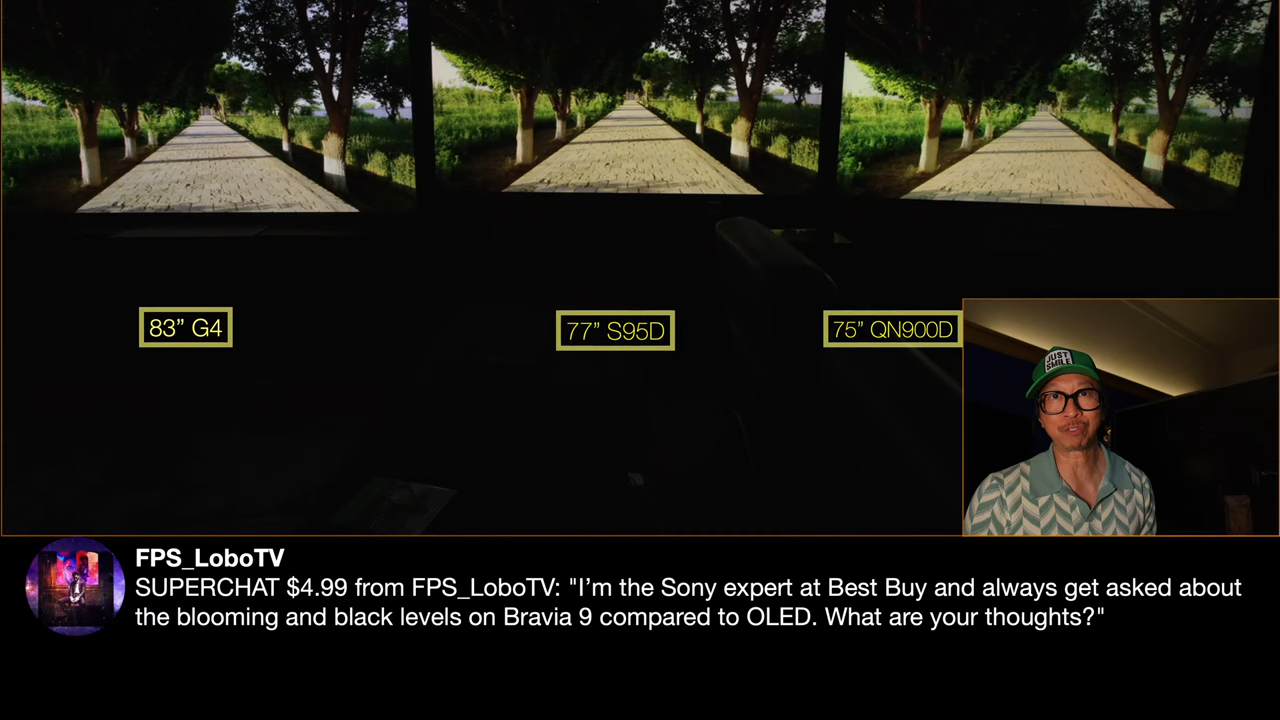 83” G4
77” S95D
75” QN900D
JUST
SMILE
FPS_LoboTV
SUPERCHAT $4.99 from FPS_LoboTV: "I’m the Sony expert at Best Buy and always get asked about
the blooming and black levels on Bravia 9 compared to OLED. What are your thoughts?"